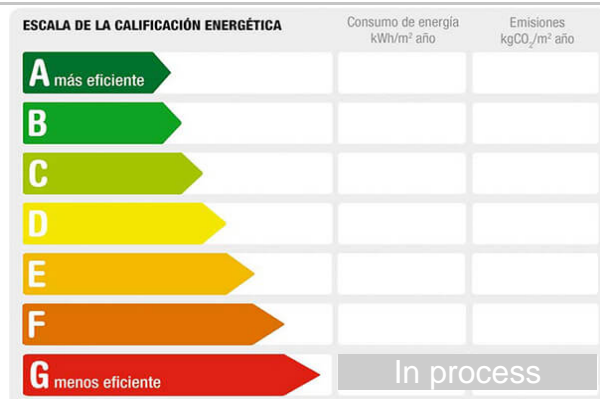 ESCALA DE LA CALIFICACIÓN ENERGÉTICA
Consumo de energía
kWh/m² año
Emisiones
kgCO₂/m² año
A más eficiente
B
C
D
E
F
G menos eficiente
In process